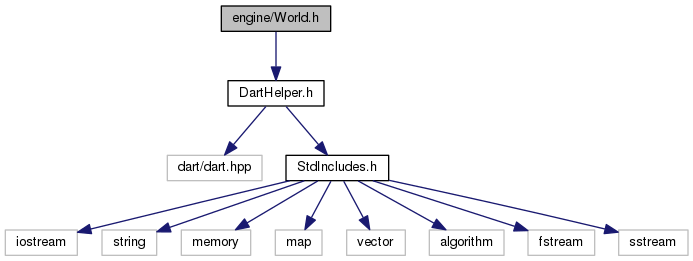 engine/World.h
DartHelper.h
dart/dart.hpp
StdIncludes.h
iostream
string
memory
map
vector
algorithm
fstream
sstream